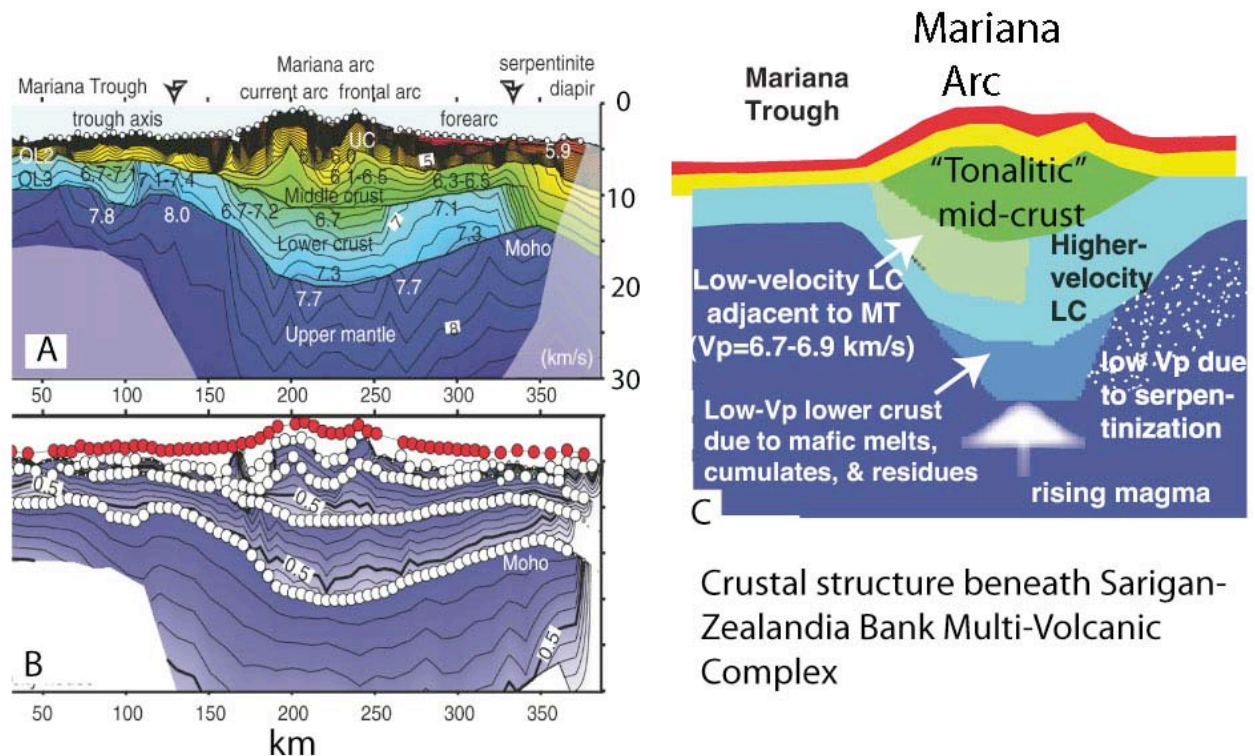 Mariana Trough
Mariana arc
current arc frontal arc
serpentinite
diapir
trough axis
forearc
UC
OL2
OL3
6.7-7.1
7.1-7.4
6.0-6.0
6.1-6.5
6.3-6.5
5
5.9
Middle crust
6.7-7.2
6.7
7
7.1
7.8
8.0
Lower crust
7.3
7.3
Moho
7.7
7.7
Upper mantle
8
(km/s)
A
0
10
20
30
50
100
150
200
250
300
350
0.5
0.5
0.5
0.5
Moho
B
50
100
150
200
250
300
350
km
Mariana
Arc
Mariana
Trough
"Tonalitic"
mid-crust
Higher-
velocity
LC
Low-velocity LC
adjacent to MT
(Vp=6.7-6.9 km/s)
low Vp due
to serpen-
tinization
Low-Vp lower crust
due to mafic melts,
cumulates, & residues
rising magma
C
Crustal structure beneath Sarigan-
Zealandia Bank Multi-Volcanic
Complex